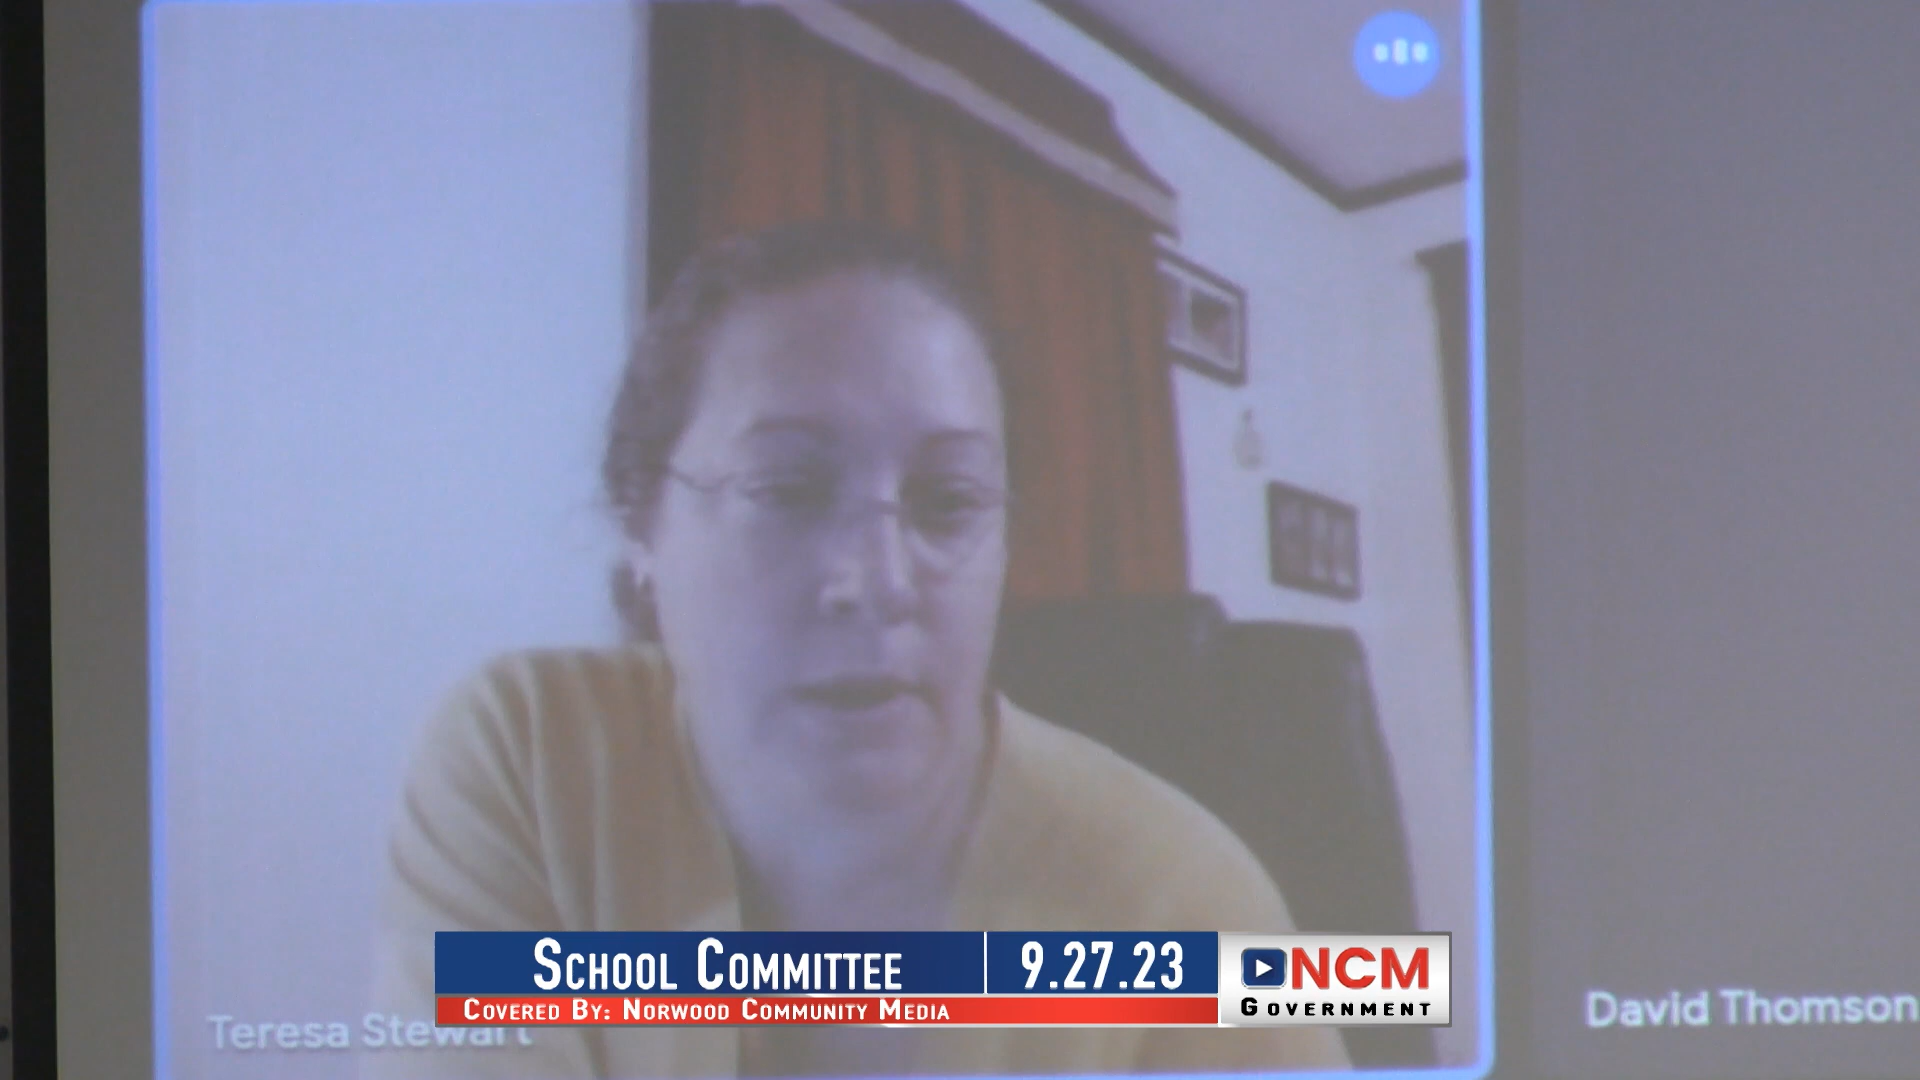 School Committee
9.27.23
NCM
Government
Covered By: Norwood Community Media
Teresa Stewart
David Thomson